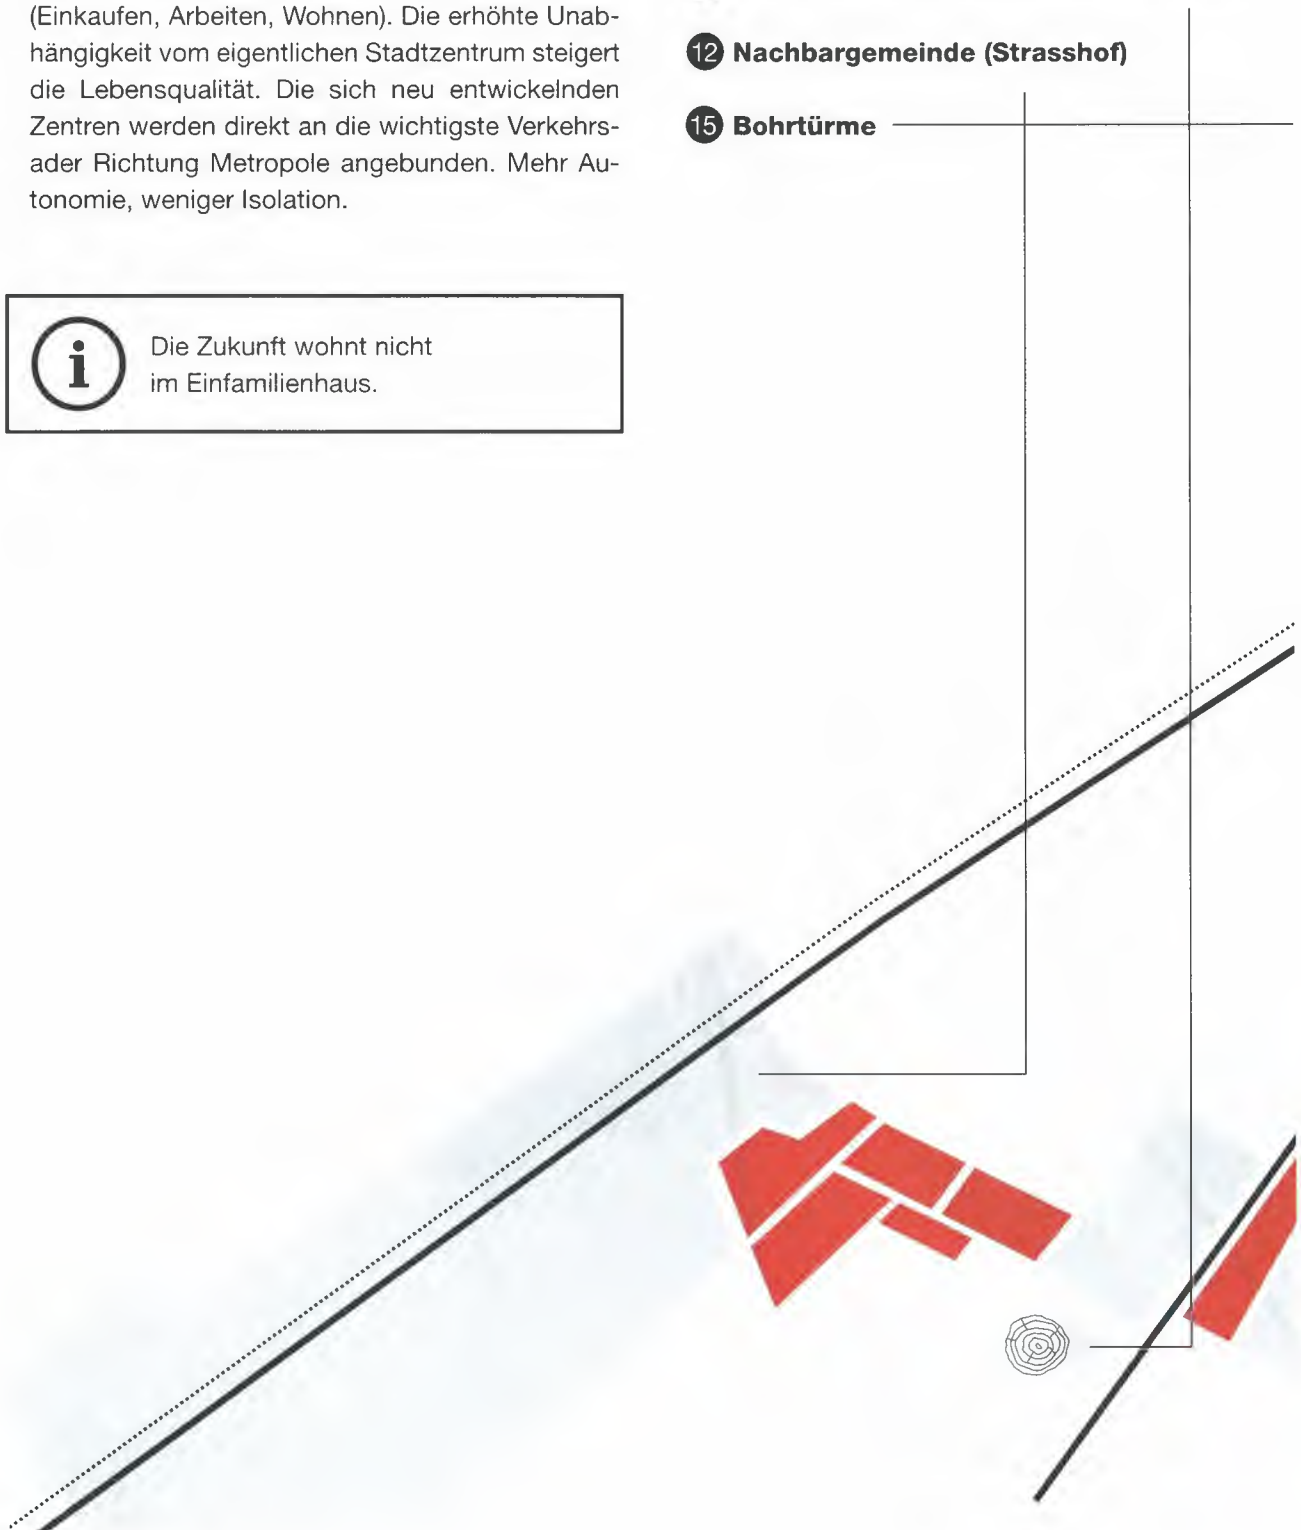 (Einkaufen, Arbeiten, Wohnen). Die erhöhte Unab-
hängigkeit vom eigentlichen Stadtzentrum steigert
die Lebensqualität. Die sich neu entwickelnden
Zentren werden direkt an die wichtigste Verkehrs-
ader Richtung Metropole angebunden. Mehr Au-
tonomie, weniger Isolation.
i
Die Zukunft wohnt nicht
im Einfamilienhaus.
12 Nachbargemeinde (Strasshof)
15 Bohrtürme